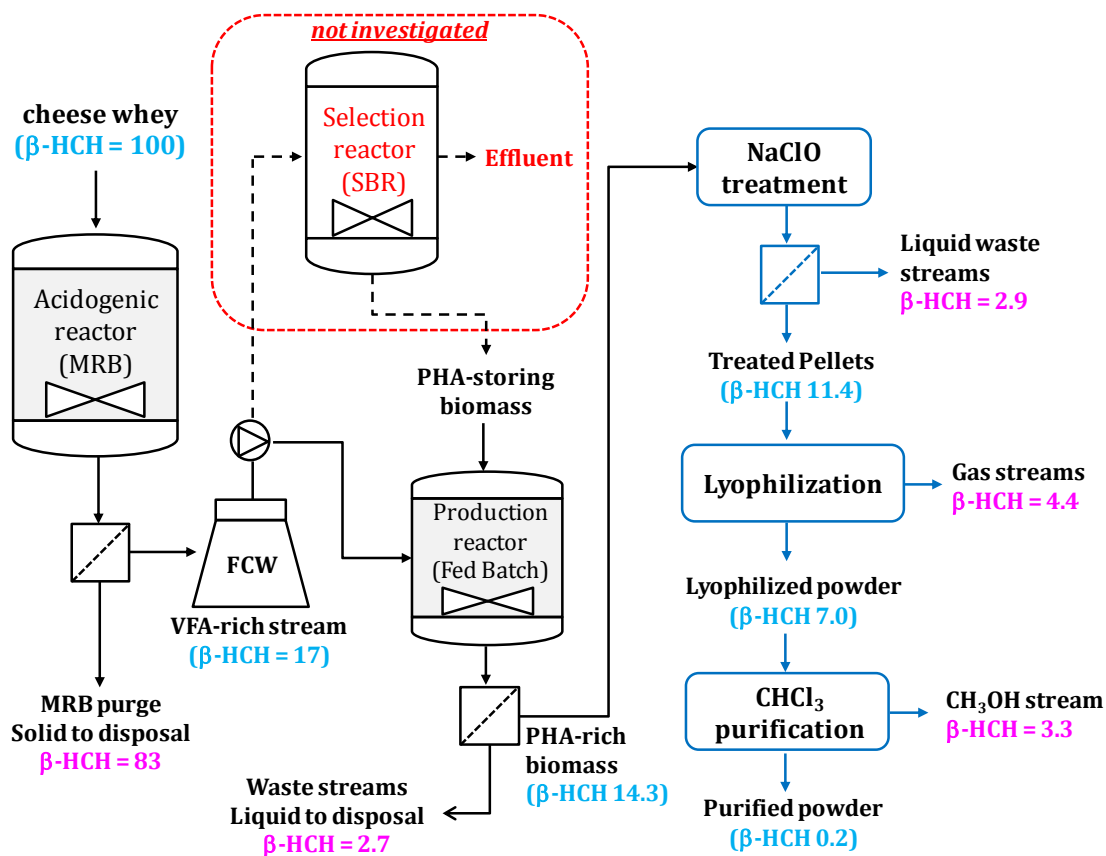 not investigated
cheese whey
(β-HCH = 100)
Selection
reactor
(SBR)
Effluent
NaClO
treatment
Liquid waste
streams
β-HCH = 2.9
Acidogenic
reactor
(MRB)
Treated Pellets
(β-HCH 11.4)
PHA-storing
biomass
Lyophilization
Gas streams
β-HCH = 4.4
Production
reactor
(Fed Batch)
FCW
VFA-rich stream
(β-HCH = 17)
Lyophilized powder
(β-HCH 7.0)
MRB purge
Solid to disposal
β-HCH = 83
CHCl₃
purification
CH₃OH stream
β-HCH = 3.3
PHA-rich
biomass
(β-HCH 14.3)
Waste streams
Liquid to disposal
β-HCH = 2.7
Purified powder
(β-HCH 0.2)